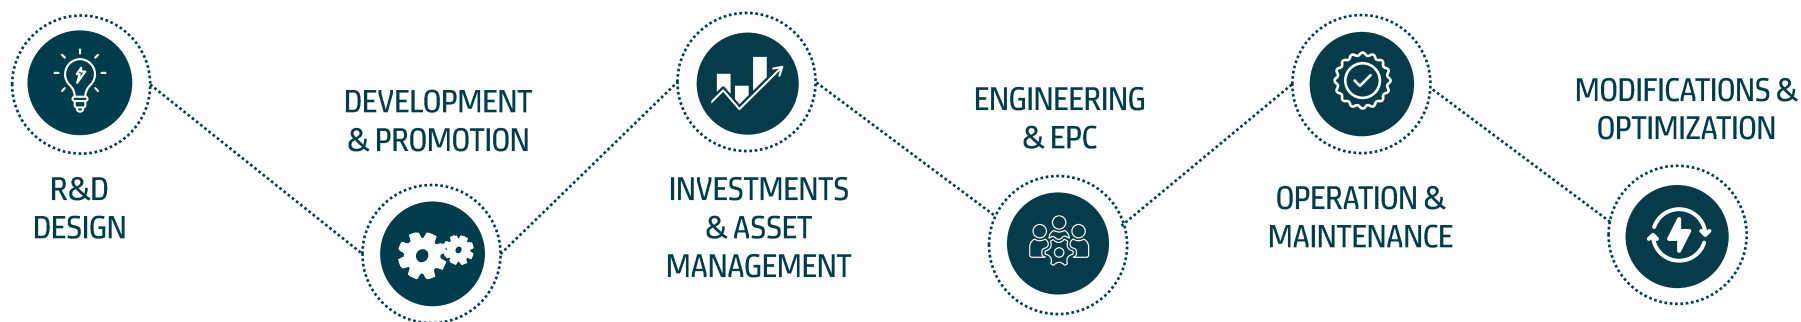 R&D
DESIGN
DEVELOPMENT
& PROMOTION
INVESTMENTS
& ASSET
MANAGEMENT
ENGINEERING
& EPC
OPERATION &
MAINTENANCE
MODIFICATIONS &
OPTIMIZATION